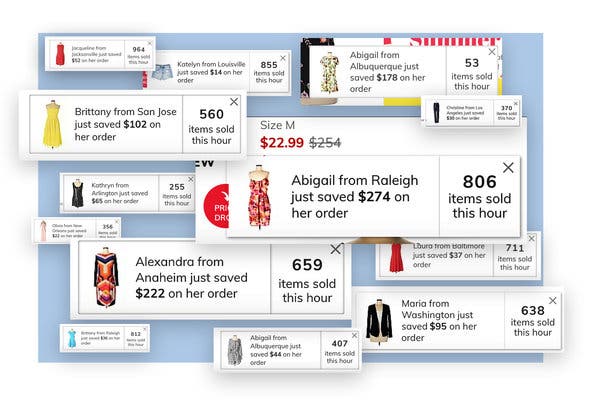 Jacqueline from
Jacksonville just saved
$52 on her order
964
items sold
this hour
Katelyn from Louisville
just saved $14 on her
order
855
items sold
this hour
Summer
Abigail from
Albuquerque just
saved $178 on her
order
53
items sold
this hour
Brittany from San Jose
just saved $102 on
her order
560
items sold
this hour
Christine from Los
Angeles just saved
$30 on her order
370
items sold
this hour
Size M
$22.99 $254
EW
PRI
DRO
Kathryn from
Arlington just saved
$65 on her order
255
items sold
this hour
Abigail from Raleigh
just saved $274 on
her order
806
items sold
this hour
Olivia from New
Orleans just saved
$22 on her order
356
items sold
this hour
Laura from Baltimore
just saved $37 on her
order
711
items sold
this hour
Alexandra from
Anaheim just saved
$222 on her order
659
items sold
this hour
Maria from
Washington just
saved $95 on her
order
638
items sold
this hour
Brittany from Raleigh
just saved $36 on her
order
812
items sold
this hour
Abigail from
Albuquerque just
saved $44 on her
order
407
items sold
this hour